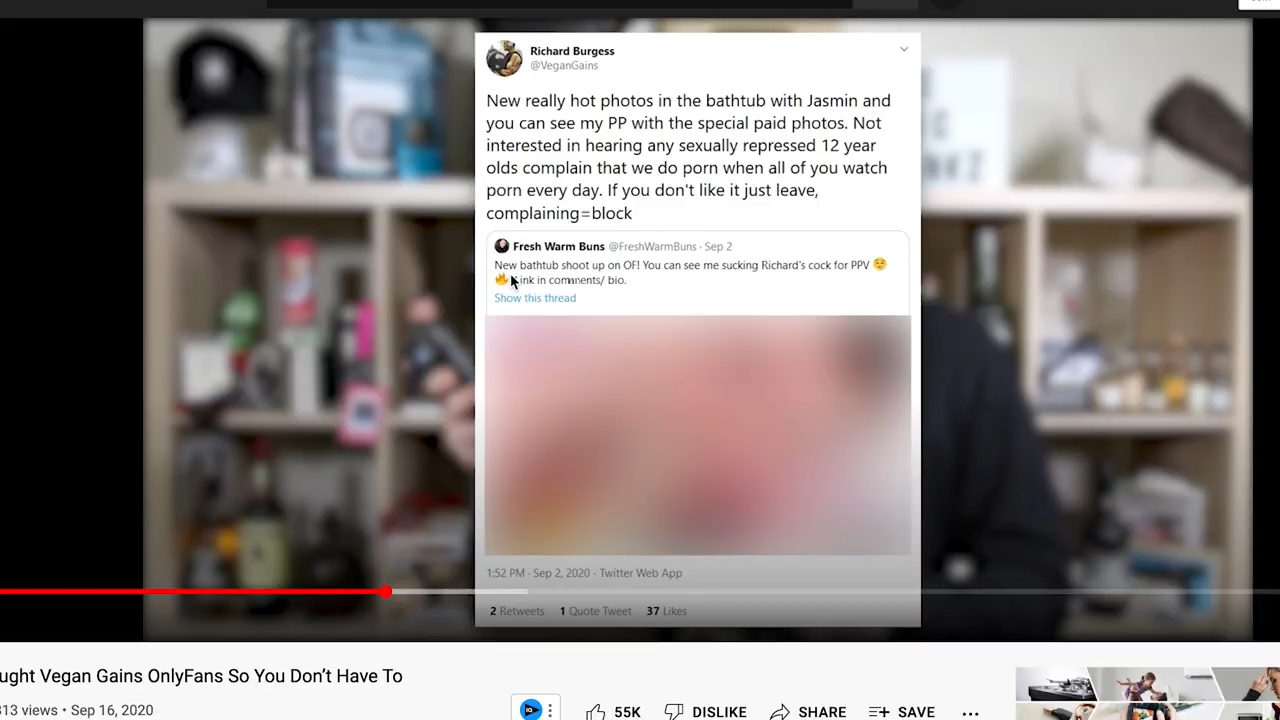 Richard Burgess
@VeganGains
New really hot photos in the bathtub with Jasmin and
you can see my PP with the special paid photos. Not
interested in hearing any sexually repressed 12 year
olds complain that we do porn when all of you watch
porn every day. If you don't like it just leave,
complaining=block
Fresh Warm Buns @FreshWarmBuns · Sep 2
New bathtub shoot up on OF! You can see me sucking Richard's cock for PPV ☺️
🔥 ink in comments/ bio.
Show this thread
1:52 PM · Sep 2, 2020 · Twitter Web App
2 Retweets 1 Quote Tweet 37 Likes
ught Vegan Gains OnlyFans So You Don't Have To
313 views • Sep 16, 2020
55K DISLIKE SHARE SAVE